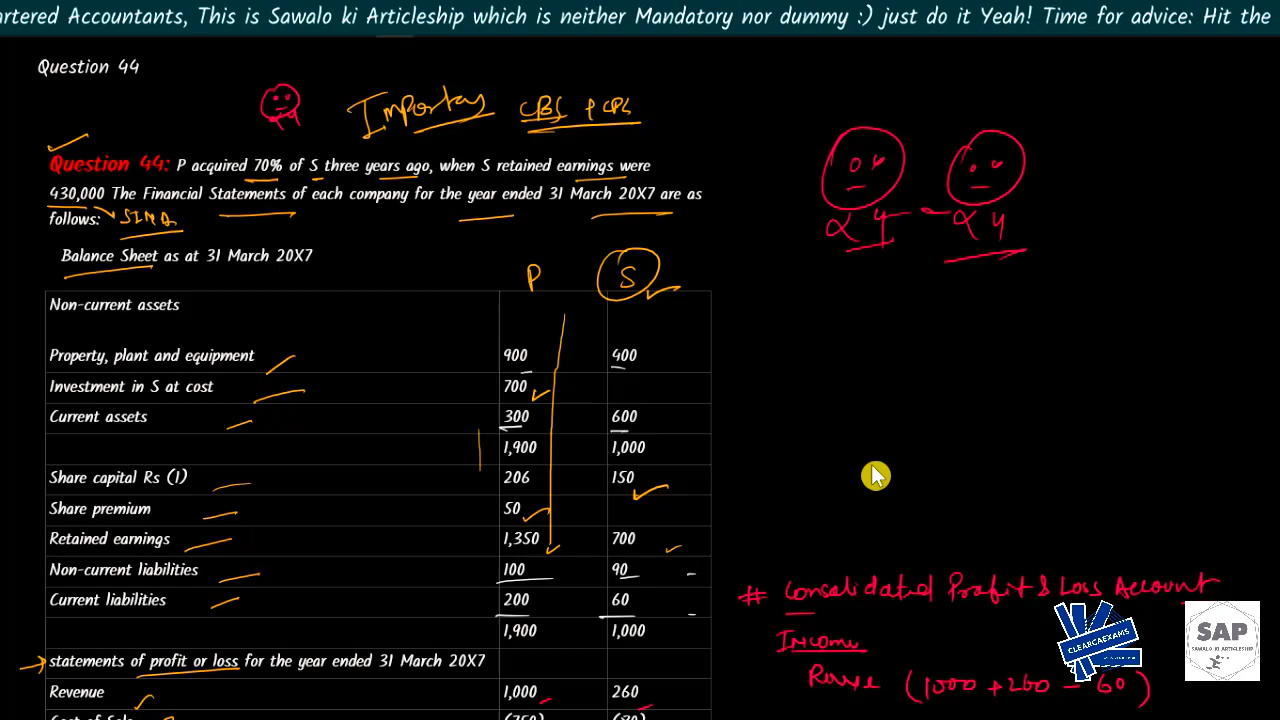 rtered Accountants, This is Sawalo ki Articleship which is neither Mandatory nor dummy :) just do it Yeah! Time for advice: Hit the
Question 44
CBS + CPL
Question 44: P acquired 70% of S three years ago, when S retained earnings were
430,000 The Financial Statements of each company for the year ended 31 March 20X7 are as
follows:
Balance Sheet as at 31 March 20X7
P S
Non-current assets
Property, plant and equipment 900 400
Investment in S at cost 700
Current assets 300 600
1,900 1,000
Share capital Rs (1) 206 150
Share premium 50
Retained earnings 1,350 700
Non-current liabilities 100 90
Current liabilities 200 60
1,900 1,000
statements of profit or loss for the year ended 31 March 20X7
Revenue 1,000 260
Cost of Sale (750) (80)
# Consolidated Profit & Loss Account
Income
(1000 + 260 - 60)
CLEARCAEXAMS
SAP
SAWALO KI ARTICLESHIP